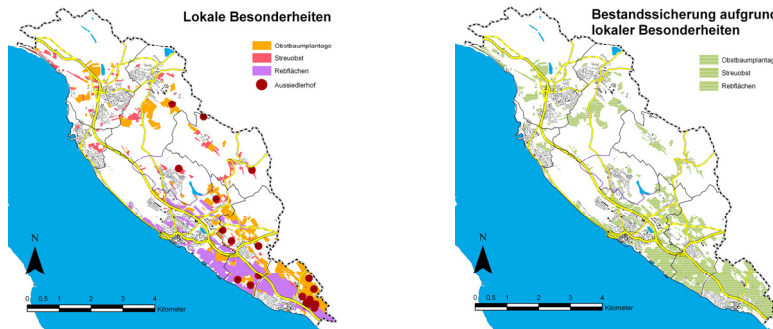 Lokale Besonderheiten
Obstbaumplantage
Streuobst
Rebflächen
Aussiedlerhof
N
0 0,5 1 2 3 4
Kilometer
Bestandssicherung aufgrund
lokaler Besonderheiten
Obstbaumplantag
Streuobst
Rebflächen
N
0 0,5 1 2 3 4
Kilometer